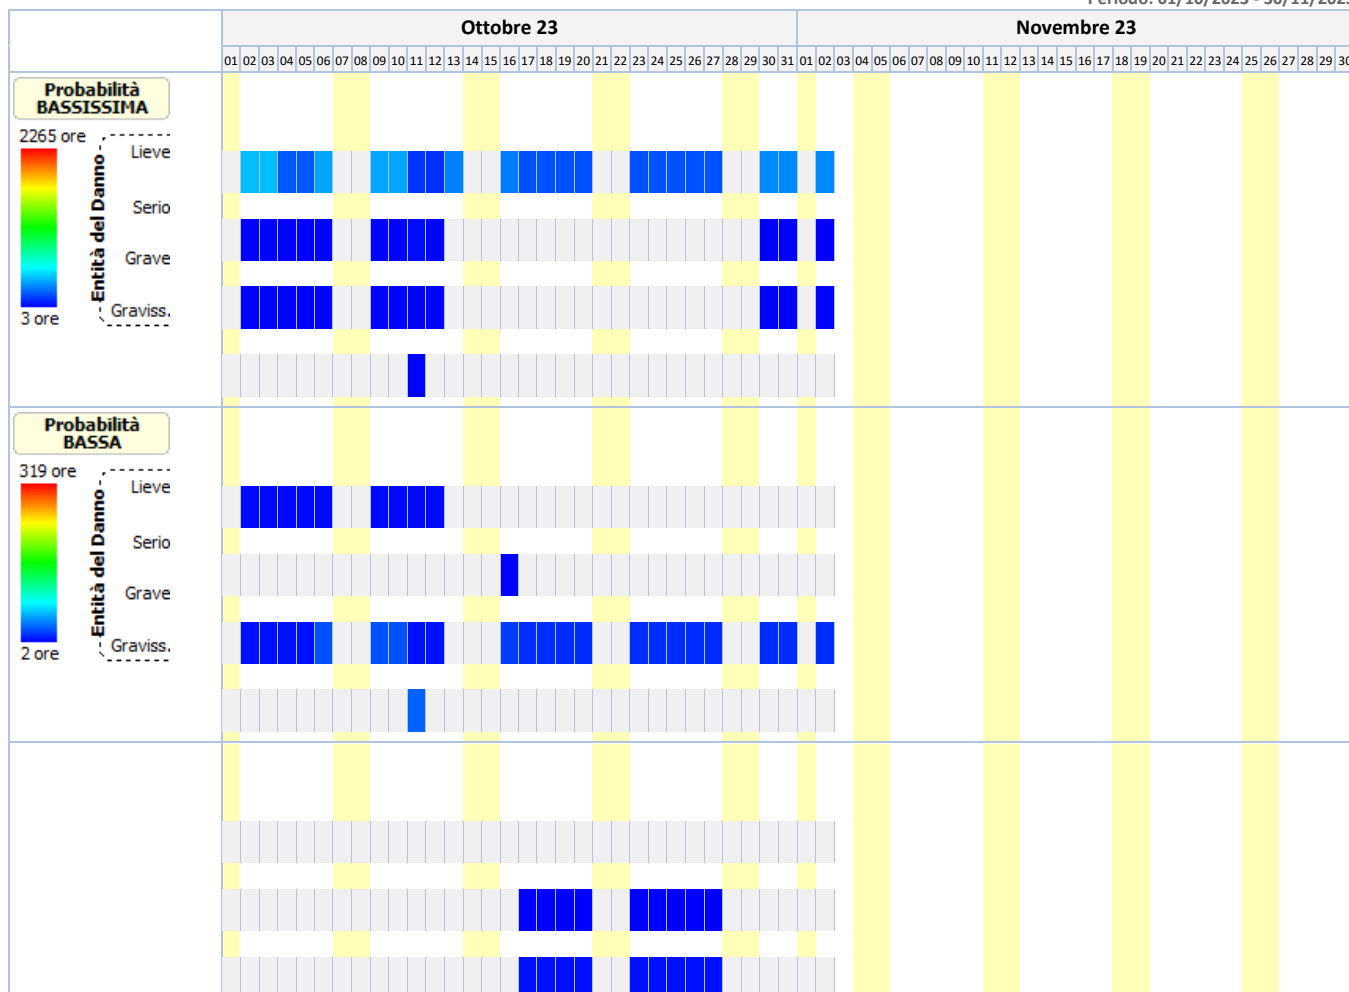 Periodo: 01/10/2023 - 30/11/2023
Ottobre 23 Novembre 23
01 02 03 04 05 06 07 08 09 10 11 12 13 14 15 16 17 18 19 20 21 22 23 24 25 26 27 28 29 30 31 01 02 03 04 05 06 07 08 09 10 11 12 13 14 15 16 17 18 19 20 21 22 23 24 25 26 27 28 29 30
Probabilità
BASSISSIMA
2265 ore
Entità del Danno
Lieve
Serio
Grave
Graviss.
3 ore
Probabilità
BASSA
319 ore
Entità del Danno
Lieve
Serio
Grave
Graviss.
2 ore